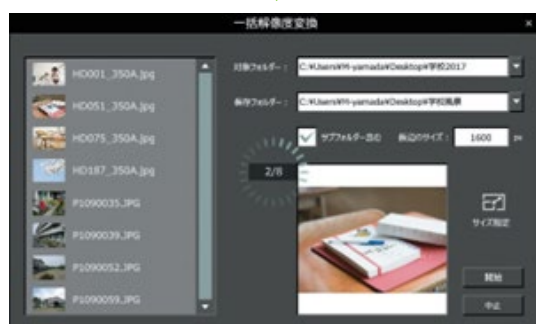 一括解像度変換
×
HD001_350A.jpg
HD051_350A.jpg
HD075_350A.jpg
HD187_350A.jpg
P1090035.JPG
P1090039.JPG
P1090052.JPG
P1090059.JPG
対象フォルダー：
C:¥Users¥H-yamada¥Desktop¥学校2017
保存フォルダー：
C:¥Users¥H-yamada¥Desktop¥学校風景
サブフォルダー含む
長辺のサイズ：
1600
px
2/8
サイズ指定
開始
中止